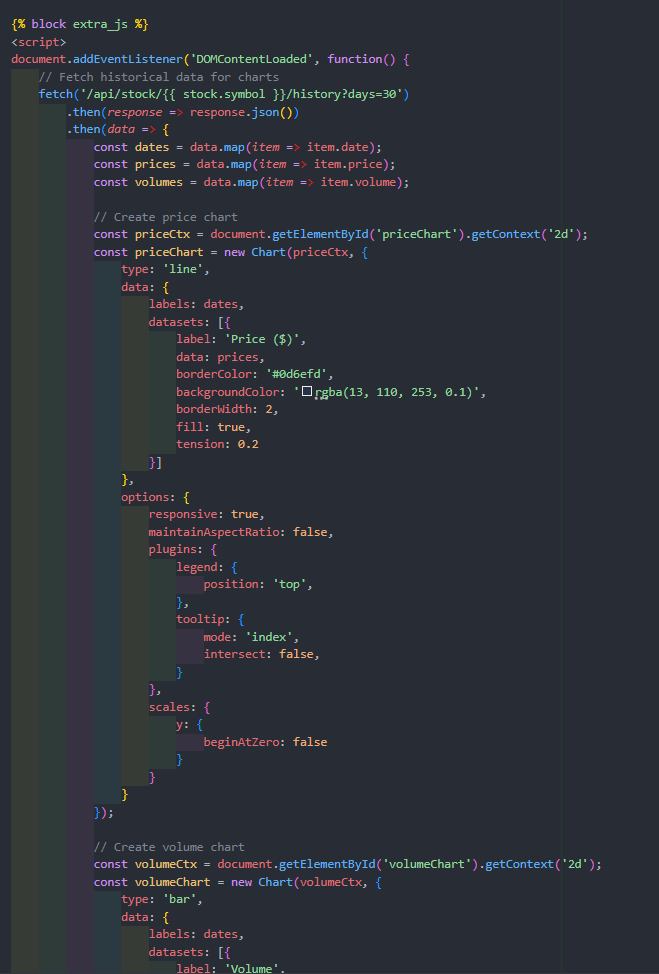 {% block extra_js %}
<script>
document.addEventListener('DOMContentLoaded', function() {
    // Fetch historical data for charts
    fetch('/api/stock/{{ stock.symbol }}/history?days=30')
        .then(response => response.json())
        .then(data => {
            const dates = data.map(item => item.date);
            const prices = data.map(item => item.price);
            const volumes = data.map(item => item.volume);

            // Create price chart
            const priceCtx = document.getElementById('priceChart').getContext('2d');
            const priceChart = new Chart(priceCtx, {
                type: 'line',
                data: {
                    labels: dates,
                    datasets: [{
                        label: 'Price ($)',
                        data: prices,
                        borderColor: '#0d6efd',
                        backgroundColor: 'rgba(13, 110, 253, 0.1)',
                        borderWidth: 2,
                        fill: true,
                        tension: 0.2
                    }]
                },
                options: {
                    responsive: true,
                    maintainAspectRatio: false,
                    plugins: {
                        legend: {
                            position: 'top',
                        },
                        tooltip: {
                            mode: 'index',
                            intersect: false,
                        }
                    },
                    scales: {
                        y: {
                            beginAtZero: false
                        }
                    }
                }
            });

            // Create volume chart
            const volumeCtx = document.getElementById('volumeChart').getContext('2d');
            const volumeChart = new Chart(volumeCtx, {
                type: 'bar',
                data: {
                    labels: dates,
                    datasets: [{
                        label: 'Volume',